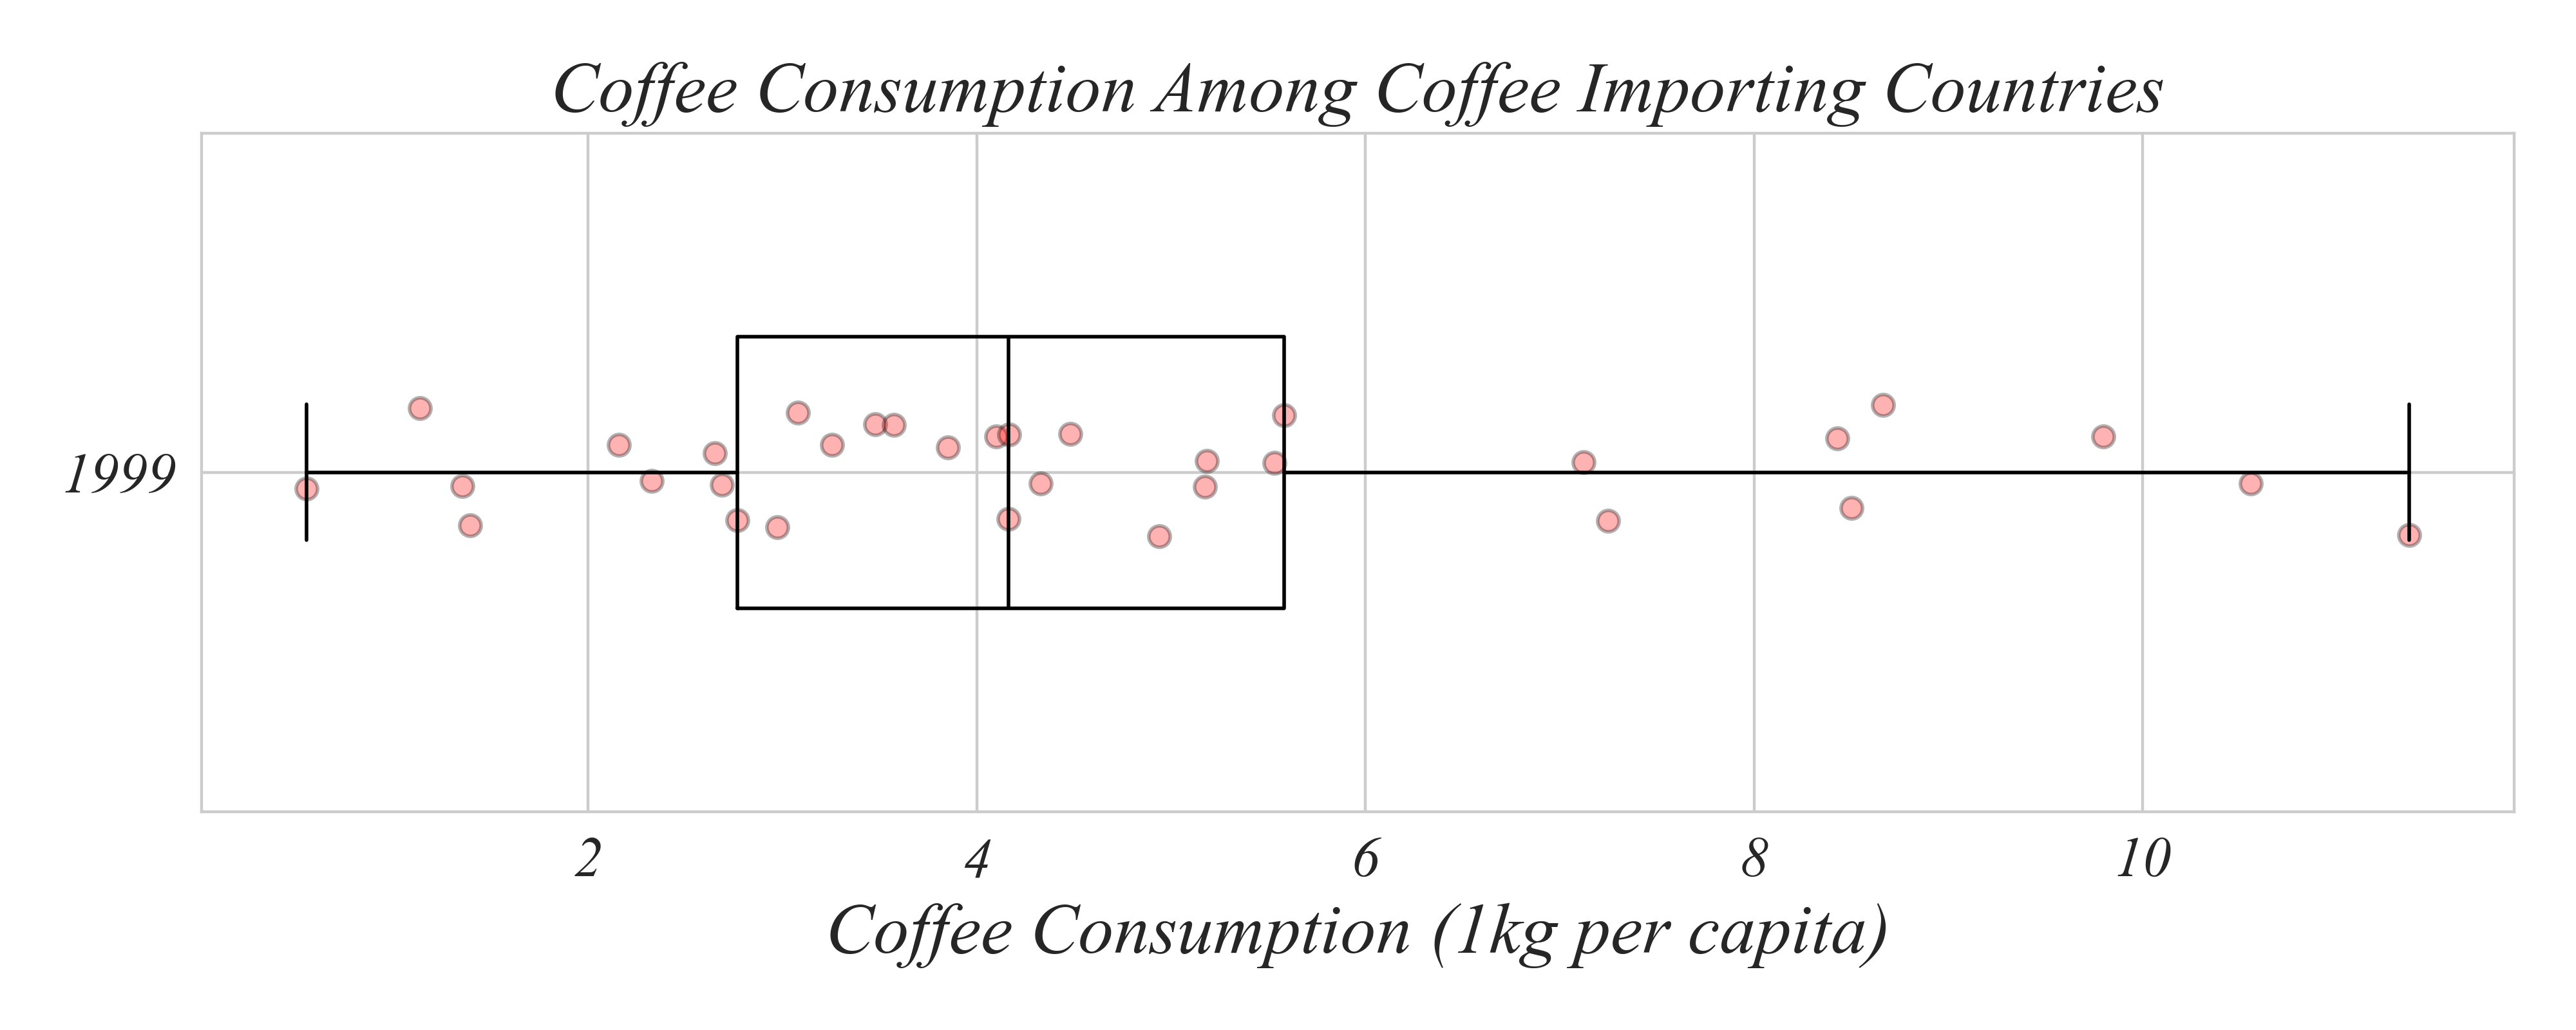 Coffee Consumption Among Coffee Importing Countries
1999
2 4 6 8 10
Coffee Consumption (1kg per capita)